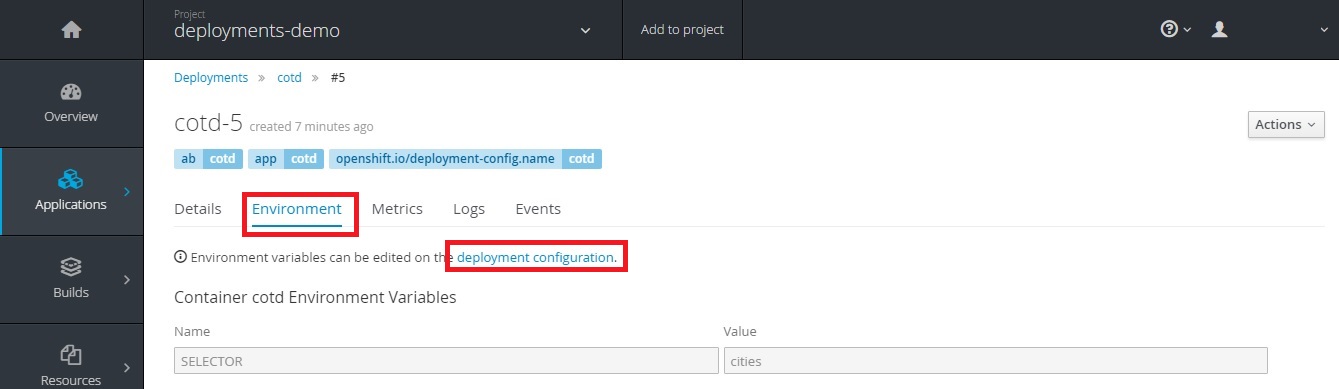 Project
deployments-demo
Add to project
Overview
Applications
Builds
Resources
Deployments » cotd » #5
cotd-5 created 7 minutes ago
Actions
ab cotd app cotd openshift.io/deployment-config.name cotd
Details Environment Metrics Logs Events
Environment variables can be edited on the deployment configuration.
Container cotd Environment Variables
Name Value
SELECTOR cities